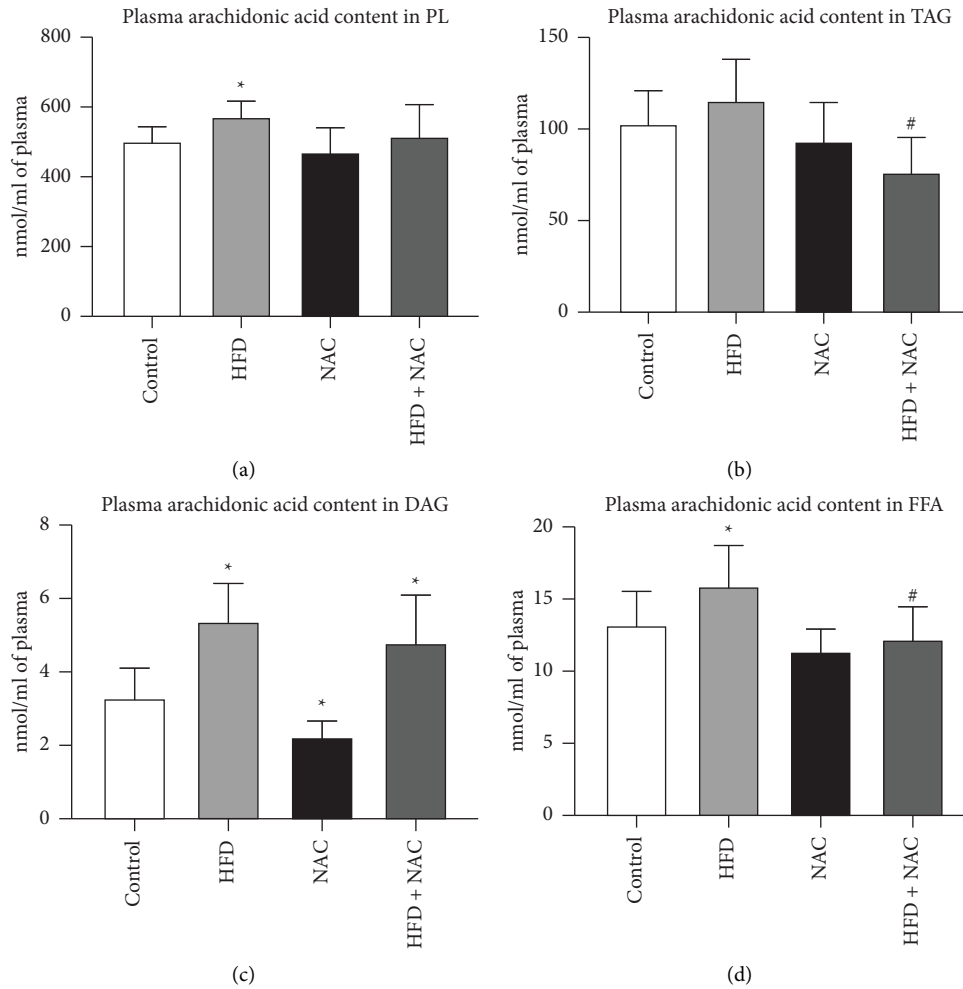 Plasma arachidonic acid content in PL
nmol/ml of plasma
800
600
400
200
0
*
Control
HFD
NAC
HFD + NAC
(a)
Plasma arachidonic acid content in TAG
nmol/ml of plasma
150
100
50
0
#
Control
HFD
NAC
HFD + NAC
(b)
Plasma arachidonic acid content in DAG
nmol/ml of plasma
8
6
4
2
0
*
*
*
Control
HFD
NAC
HFD + NAC
(c)
Plasma arachidonic acid content in FFA
nmol/ml of plasma
20
15
10
5
0
*
#
Control
HFD
NAC
HFD + NAC
(d)